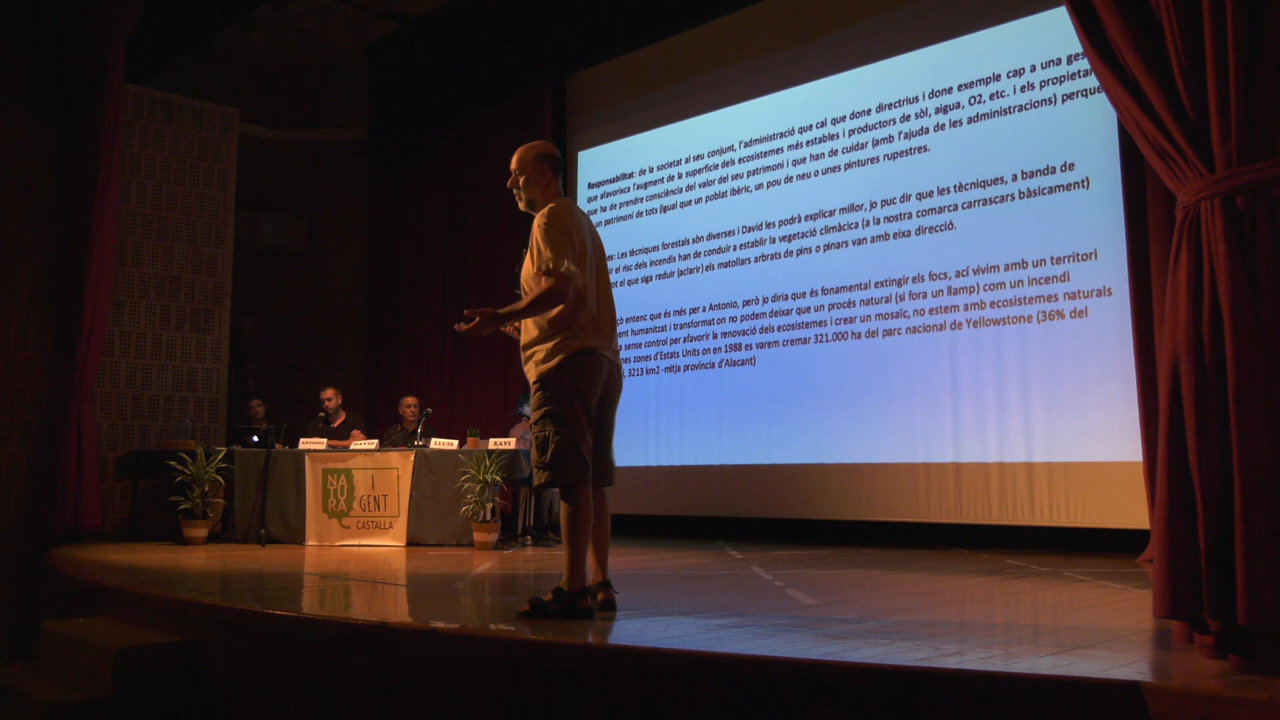 Responsabilitat: de la societat al seu conjunt, l'administració que cal que done directrius i done exemple cap a una
que afavorixca l'augment de la superfície dels ecosistemes més estables i productors de sòl, aigua, O2, etc. i els
que ha de prendre consciència del valor del seu patrimoni i que han de cuidar (amb l'ajuda de les administracions) perque
un patrimoni de tots (igual que un poblat ibèric, un pou de neu o unes pintures rupestres.
Les tècniques forestals sòn diverses i David les podrà explicar millor, jo puc dir que les tècniques, a banda de
el risc dels incendis han de conduir a establir la vegetació climàcica (a la nostra comarca carrascars bàsicament)
tot el que siga reduir (aclarir) els matollars arbrats de pins o pinars van amb eixa direcció.
entenc que és més per a Antonio, però jo diria que és fonamental extingir els focs, ací vivim amb un territori
humanitzat i transformat on no podem deixar que un procés natural (si fora un llamp) com un incendi
sense control per afavorir la renovació dels ecosistemes i crear un mosaïc, no estem amb ecosistemes naturals
zones d'Estats Units on en 1988 es varem cremar 321.000 ha del parc nacional de Yellowstone (36% del
3213 km2 -mitja província d'Alacant)
ANTONIO
DAVID
LLUÍS
XAVI
NATURA
I
GENT
CASTALLA